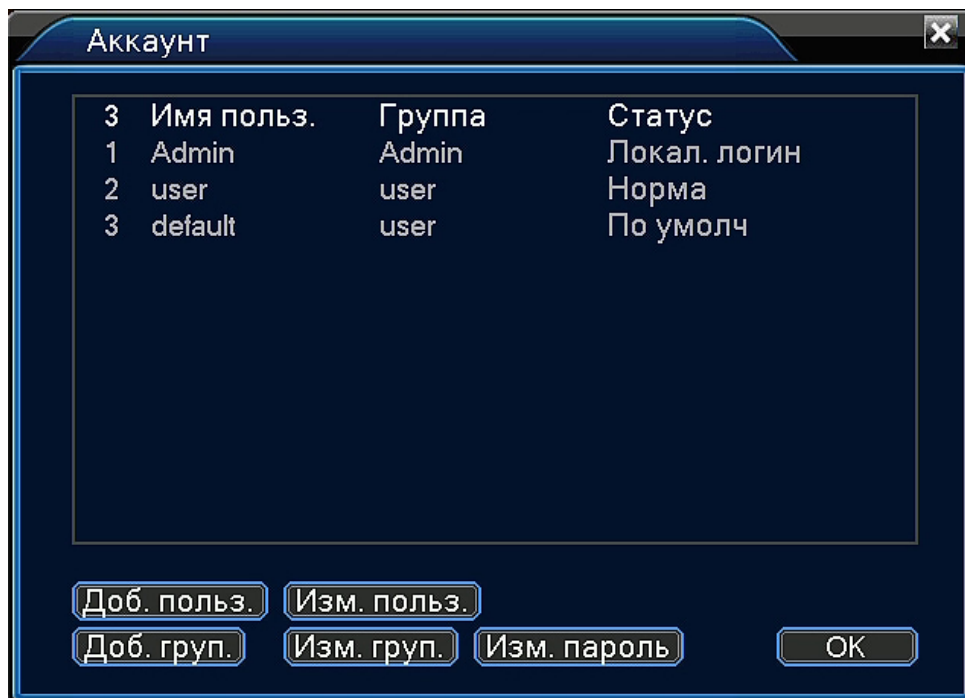 Аккаунт
3 Имя польз. Группа Статус
1 Admin Admin Локал. логин
2 user user Норма
3 default user По умолч
Доб. польз. Изм. польз.
Доб. груп. Изм. груп. Изм. пароль OK